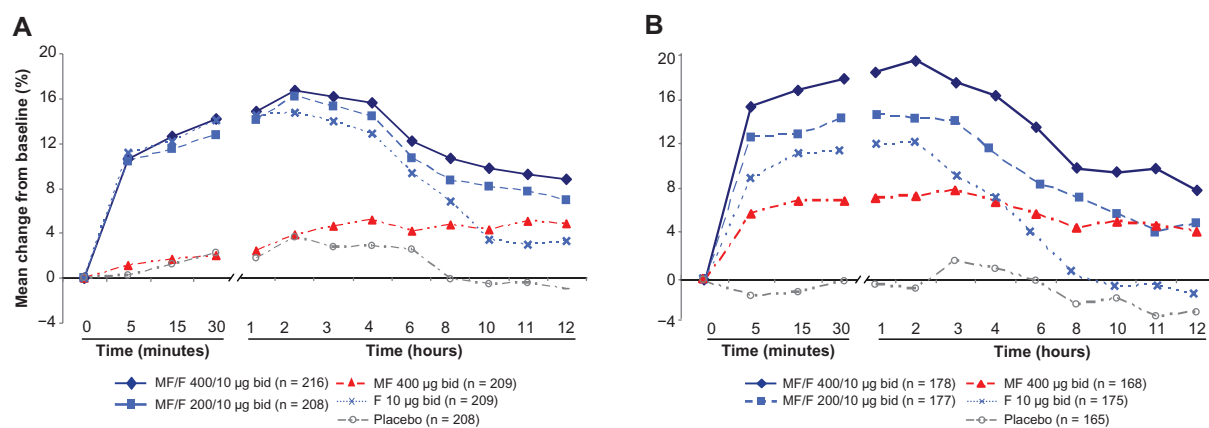 A
Mean change from baseline (%)
20
16
12
8
4
0
−4
0 5 15 30 1 2 3 4 6 8 10 11 12
Time (minutes) Time (hours)
MF/F 400/10 µg bid (n = 216)
MF/F 200/10 µg bid (n = 208)
MF 400 µg bid (n = 209)
F 10 µg bid (n = 209)
Placebo (n = 208)
B
20
16
12
8
4
0
−4
0 5 15 30 1 2 3 4 6 8 10 11 12
Time (minutes) Time (hours)
MF/F 400/10 µg bid (n = 178)
MF/F 200/10 µg bid (n = 177)
MF 400 µg bid (n = 168)
F 10 µg bid (n = 175)
Placebo (n = 165)